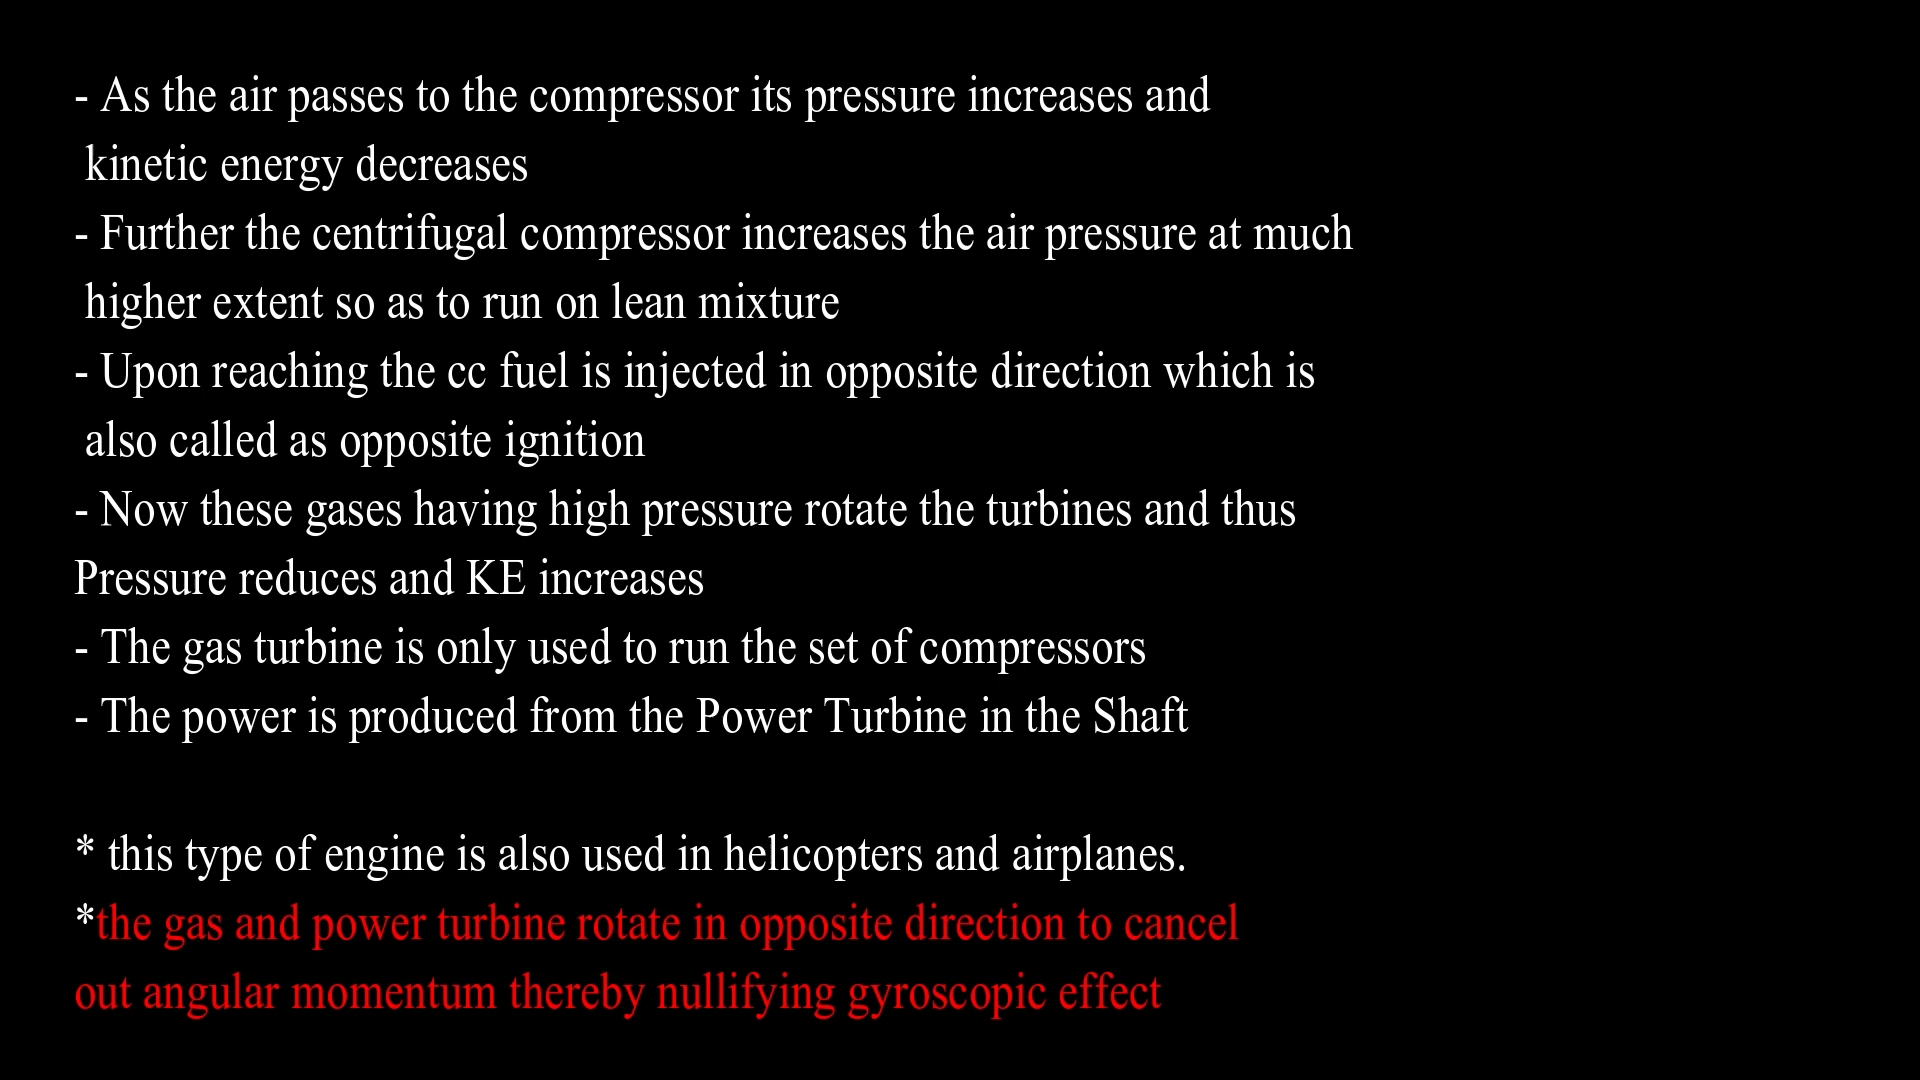 - As the air passes to the compressor its pressure increases and
kinetic energy decreases
- Further the centrifugal compressor increases the air pressure at much
higher extent so as to run on lean mixture
- Upon reaching the cc fuel is injected in opposite direction which is
also called as opposite ignition
- Now these gases having high pressure rotate the turbines and thus
Pressure reduces and KE increases
- The gas turbine is only used to run the set of compressors
- The power is produced from the Power Turbine in the Shaft
* this type of engine is also used in helicopters and airplanes.
*the gas and power turbine rotate in opposite direction to cancel
out angular momentum thereby nullifying gyroscopic effect